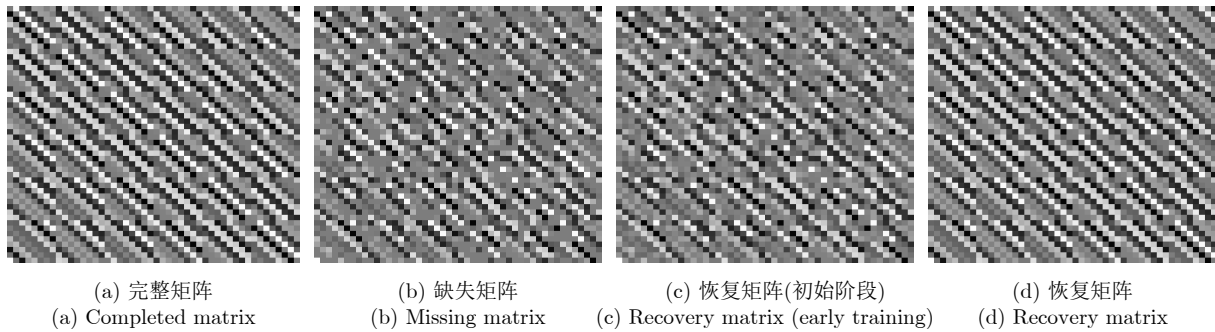 (a) 完整矩阵
(a) Completed matrix
(b) 缺失矩阵
(b) Missing matrix
(c) 恢复矩阵(初始阶段)
(c) Recovery matrix (early training)
(d) 恢复矩阵
(d) Recovery matrix